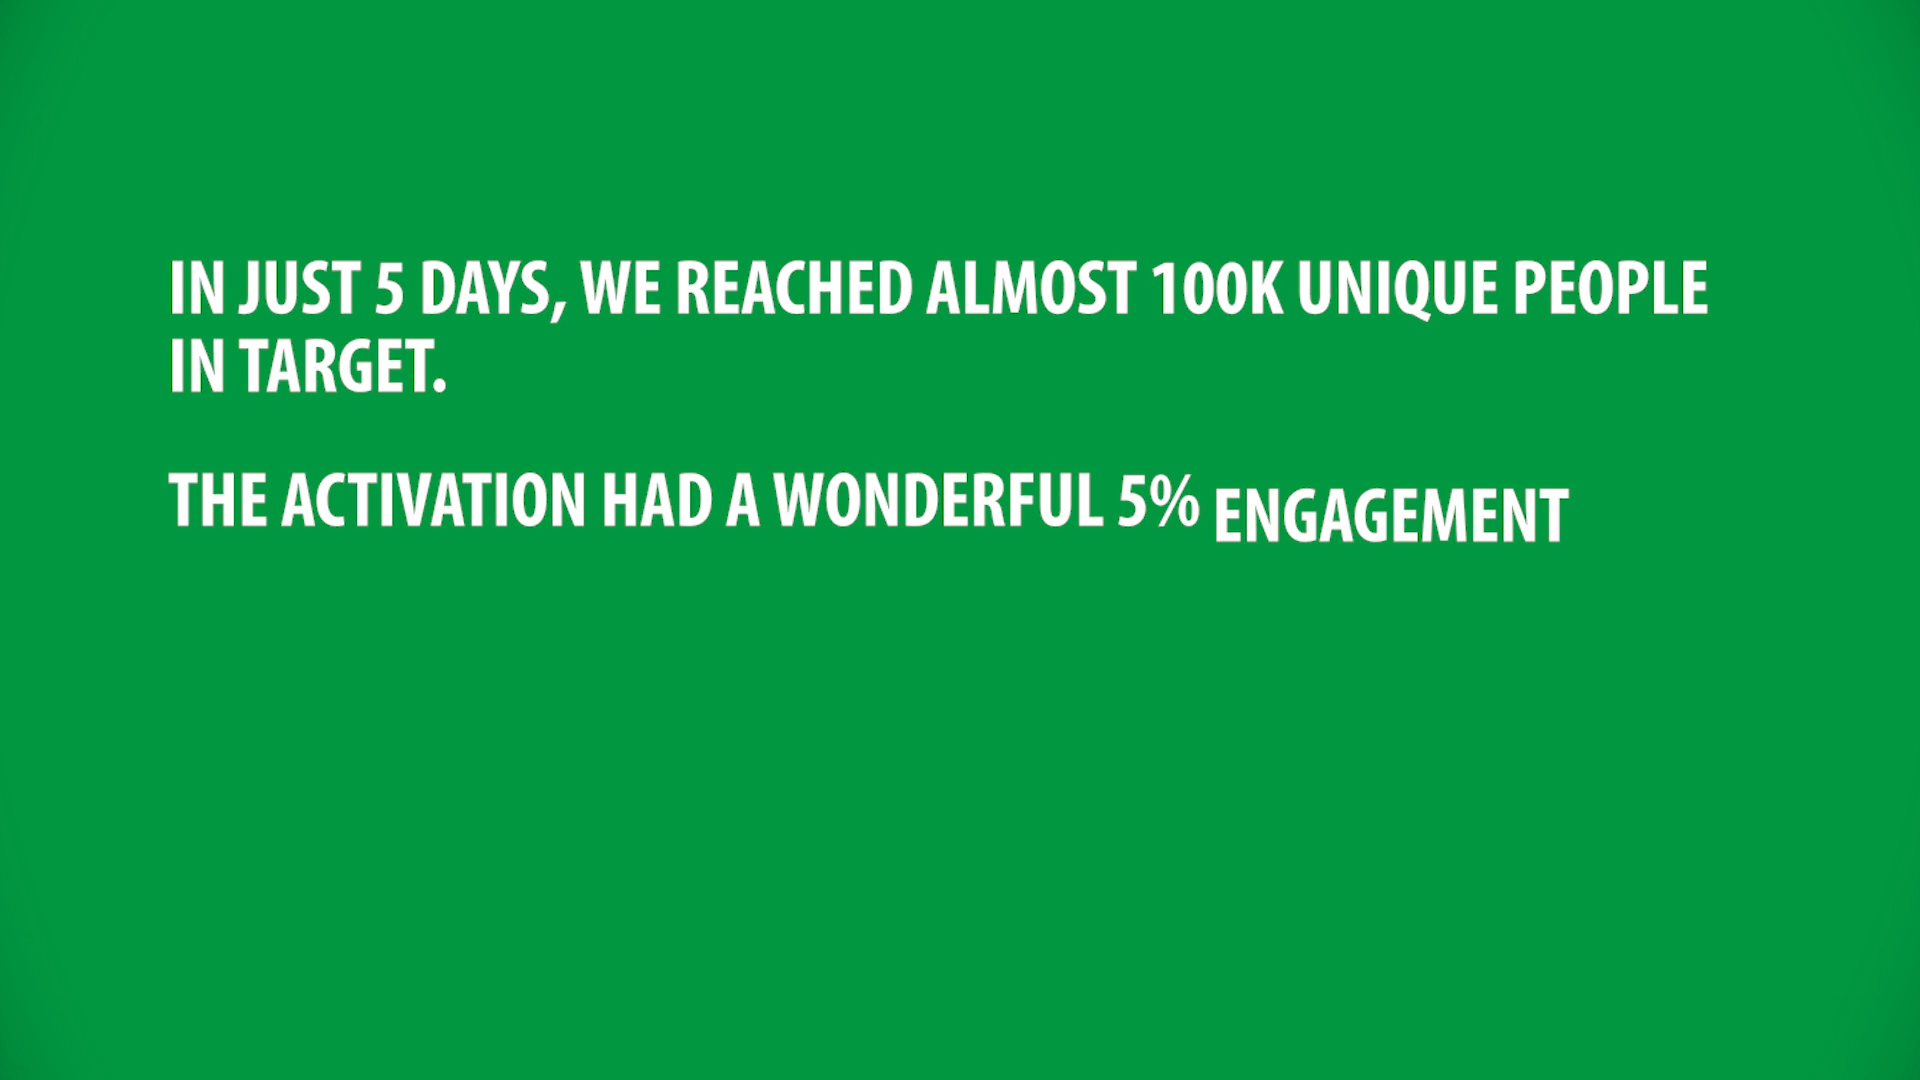 IN JUST 5 DAYS, WE REACHED ALMOST 100K UNIQUE PEOPLE
IN TARGET.
THE ACTIVATION HAD A WONDERFUL 5% ENGAGEMENT